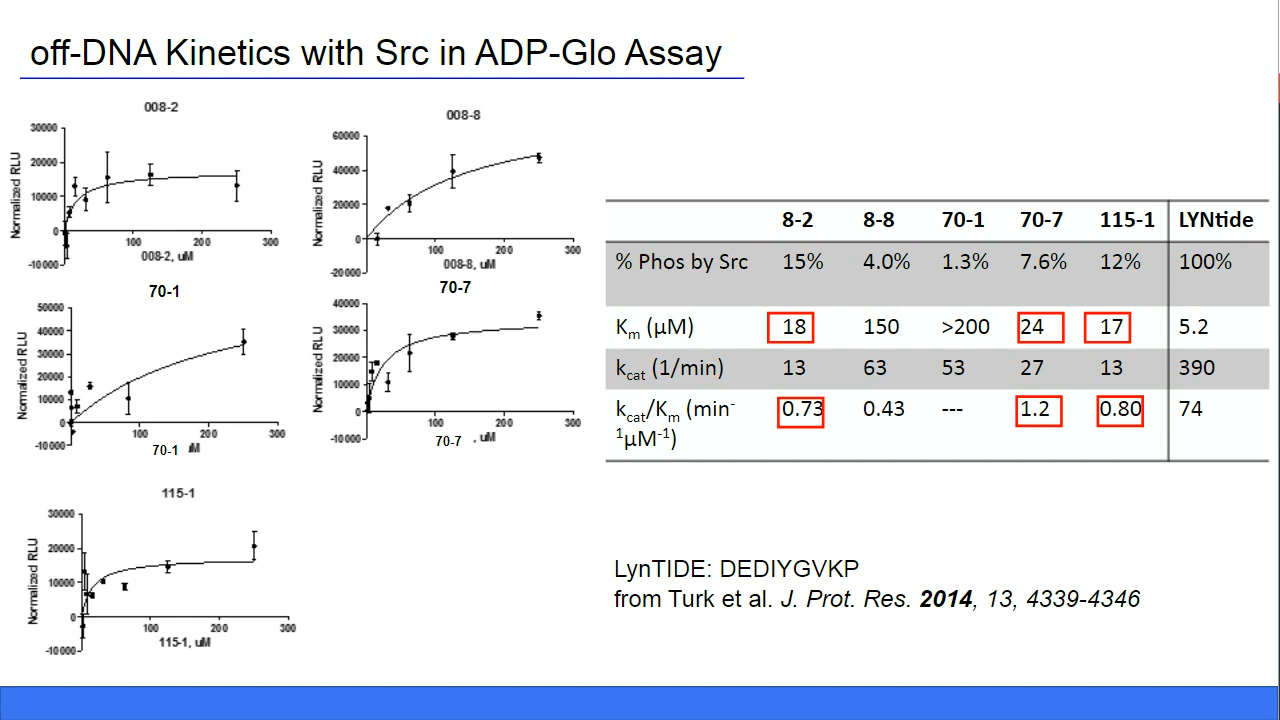 off-DNA Kinetics with Src in ADP-Glo Assay
008-2
30000
20000
10000
0
-10000
Normalized RLU
100 200 300
008-2, uM
008-8
60000
40000
20000
0
-20000
Normalized RLU
100 200 300
008-8, uM
70-1
50000
40000
30000
20000
10000
0
-10000
Normalized RLU
100 200 300
70-1 uM
70-7
40000
30000
20000
10000
0
-10000
Normalized RLU
100 200 300
70-7 , uM
115-1
30000
20000
10000
0
-10000
Normalized RLU
100 200 300
115-1, uM
8-2 8-8 70-1 70-7 115-1 LYNtide
% Phos by Src 15% 4.0% 1.3% 7.6% 12% 100%
Km (μM) 18 150 >200 24 17 5.2
kcat (1/min) 13 63 53 27 13 390
kcat/Km (min- 0.73 0.43 --- 1.2 0.80 74
1μM-1)
LynTIDE: DEDIYGVKP
from Turk et al. J. Prot. Res. 2014, 13, 4339-4346